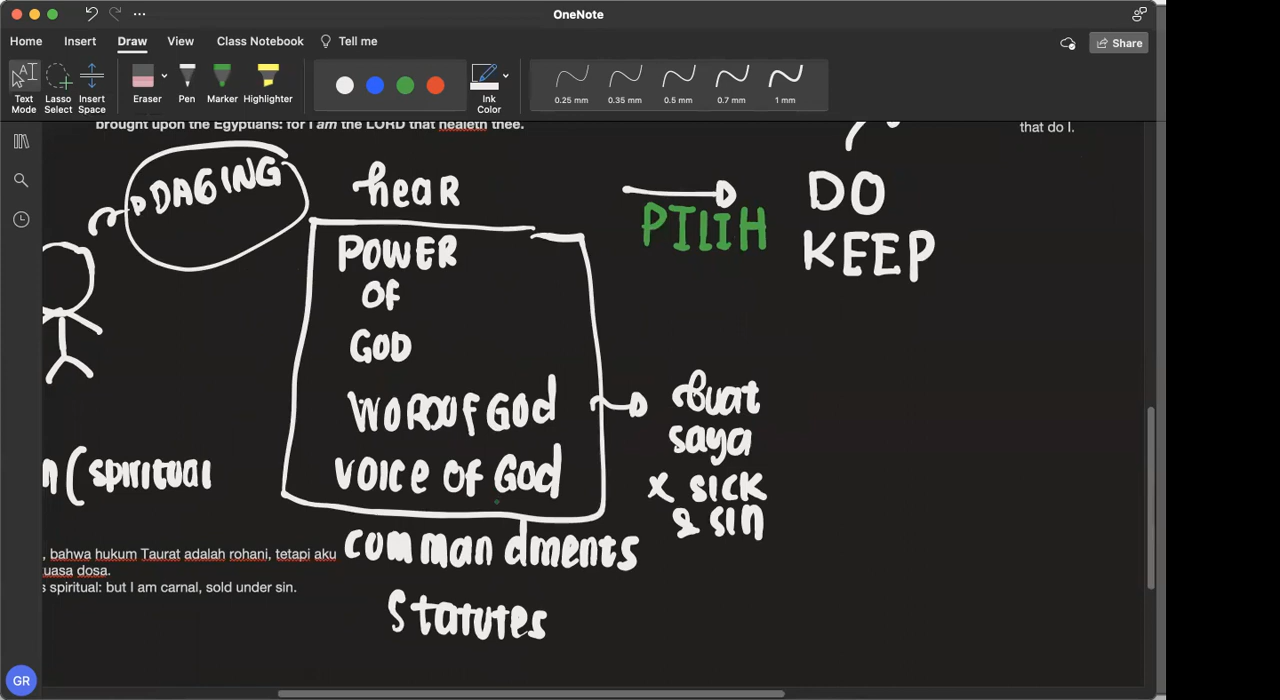 OneNote
Home Insert Draw View Class Notebook Tell me
Share
Text Mode
Lasso Select
Insert Space
Eraser
Pen
Marker
Highlighter
Ink Color
0.25 mm
0.35 mm
0.5 mm
0.7 mm
1 mm
brought upon the Egyptians: for I am the LORD that healeth thee.
that do I.
DAGING
hear
PILIH
DO
KEEP
POWER
OF
GOD
WORD OF GOD
VOICE OF GOD
buat
saya
x sick
& sin
(spiritual
commandments
statutes
, bahwa hukum Taurat adalah rohani, tetapi aku
uasa dosa.
s spiritual: but I am carnal, sold under sin.
GR